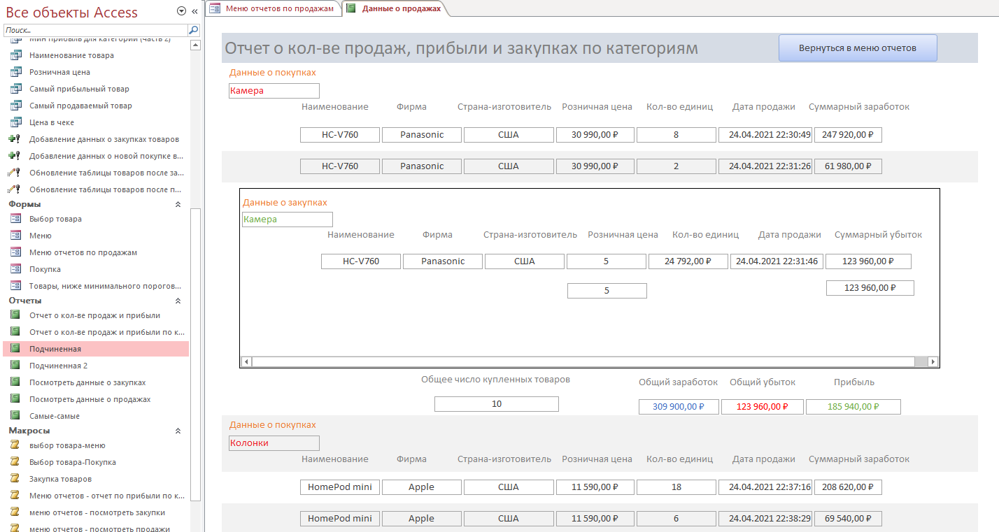 Все объекты Access
Поиск...
Мин прибыль для категории (часть 2)
Наименование товара
Розничная цена
Самый прибыльный товар
Самый продаваемый товар
Цена в чеке
Добавление данных о закупках товаров
Добавление данных о новой покупке в...
Обновление таблицы товаров после за...
Обновление таблицы товаров после п...
Формы
Выбор товара
Меню
Меню отчетов по продажам
Покупка
Товары, ниже минимального порогов...
Отчеты
Отчет о кол-ве продаж и прибыли
Отчет о кол-ве продаж и прибыли по к...
Подчиненная
Подчиненная 2
Посмотреть данные о закупках
Посмотреть данные о продажах
Самые-самые
Макросы
выбор товара-меню
Выбор товара-Покупка
Закупка товаров
Меню отчетов - отчет по прибыли по к...
меню отчетов - посмотреть закупки
меню отчетов - посмотреть продажи
Меню отчетов по продажам Данные о продажах
Отчет о кол-ве продаж, прибыли и закупках по категориям Вернуться в меню отчетов
Данные о покупках
Камера
Наименование Фирма Страна-изготовитель Розничная цена Кол-во единиц Дата продажи Суммарный заработок
HC-V760 Panasonic США 30 990,00 ₽ 8 24.04.2021 22:30:49 247 920,00 ₽
HC-V760 Panasonic США 30 990,00 ₽ 2 24.04.2021 22:31:26 61 980,00 ₽
Данные о закупках
Камера
Наименование Фирма Страна-изготовитель Розничная цена Кол-во единиц Дата продажи Суммарный убыток
HC-V760 Panasonic США 5 24 792,00 ₽ 24.04.2021 22:31:46 123 960,00 ₽
5 123 960,00 ₽
Общее число купленных товаров Общий заработок Общий убыток Прибыль
10 309 900,00 ₽ 123 960,00 ₽ 185 940,00 ₽
Данные о покупках
Колонки
Наименование Фирма Страна-изготовитель Розничная цена Кол-во единиц Дата продажи Суммарный заработок
HomePod mini Apple США 11 590,00 ₽ 18 24.04.2021 22:37:16 208 620,00 ₽
HomePod mini Apple США 11 590,00 ₽ 6 24.04.2021 22:38:29 69 540,00 ₽